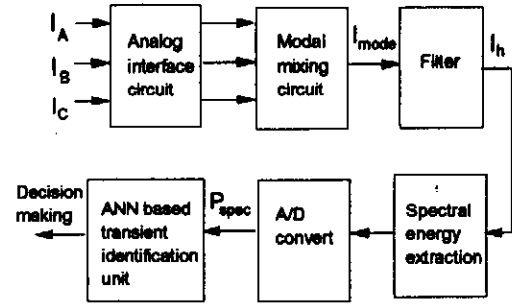 I_A
I_B
I_C
Analog
interface
circuit
Modal
mixing
circuit
I_mode
Filter
I_h
Decision
making
ANN based
transient
identification
unit
P_spec
A/D
convert
Spectral
energy
extraction